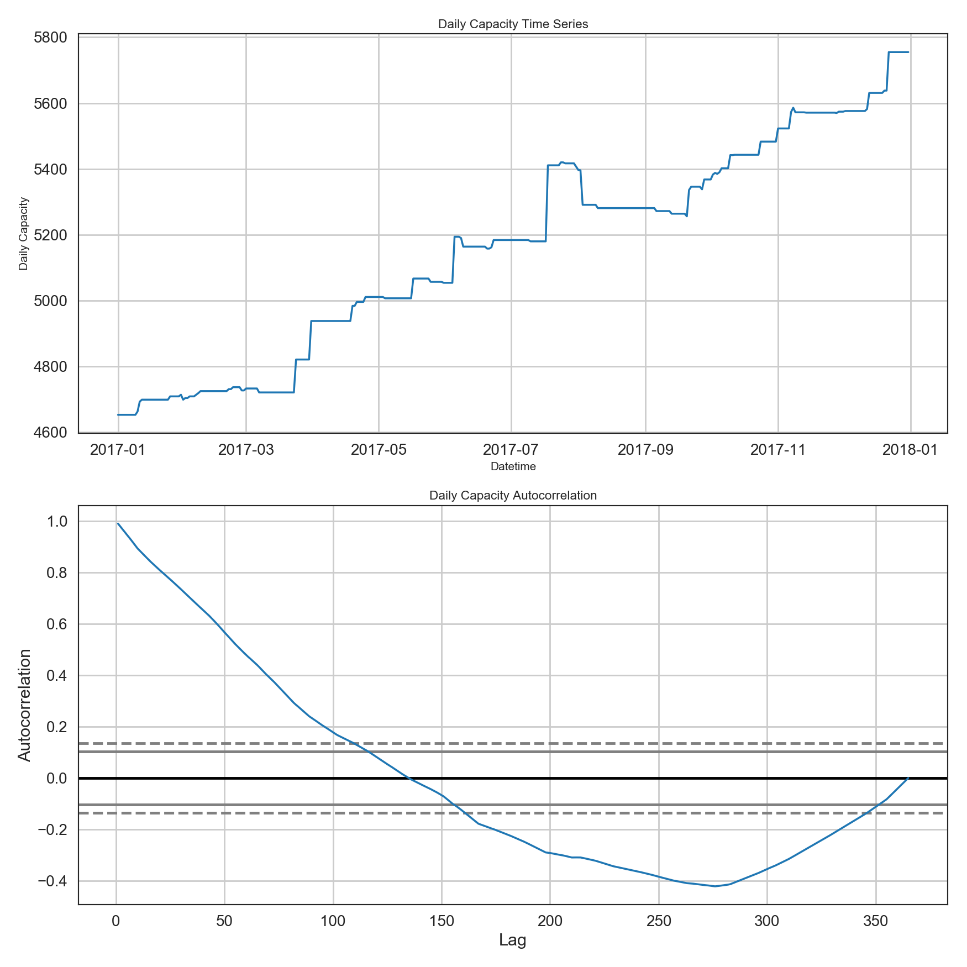 Daily Capacity Time Series
5800
5600
5400
5200
5000
4800
4600
Daily Capacity
2017-01 2017-03 2017-05 2017-07 2017-09 2017-11 2018-01
Datetime
Daily Capacity Autocorrelation
1.0
0.8
0.6
0.4
0.2
0.0
−0.2
−0.4
Autocorrelation
0 50 100 150 200 250 300 350
Lag